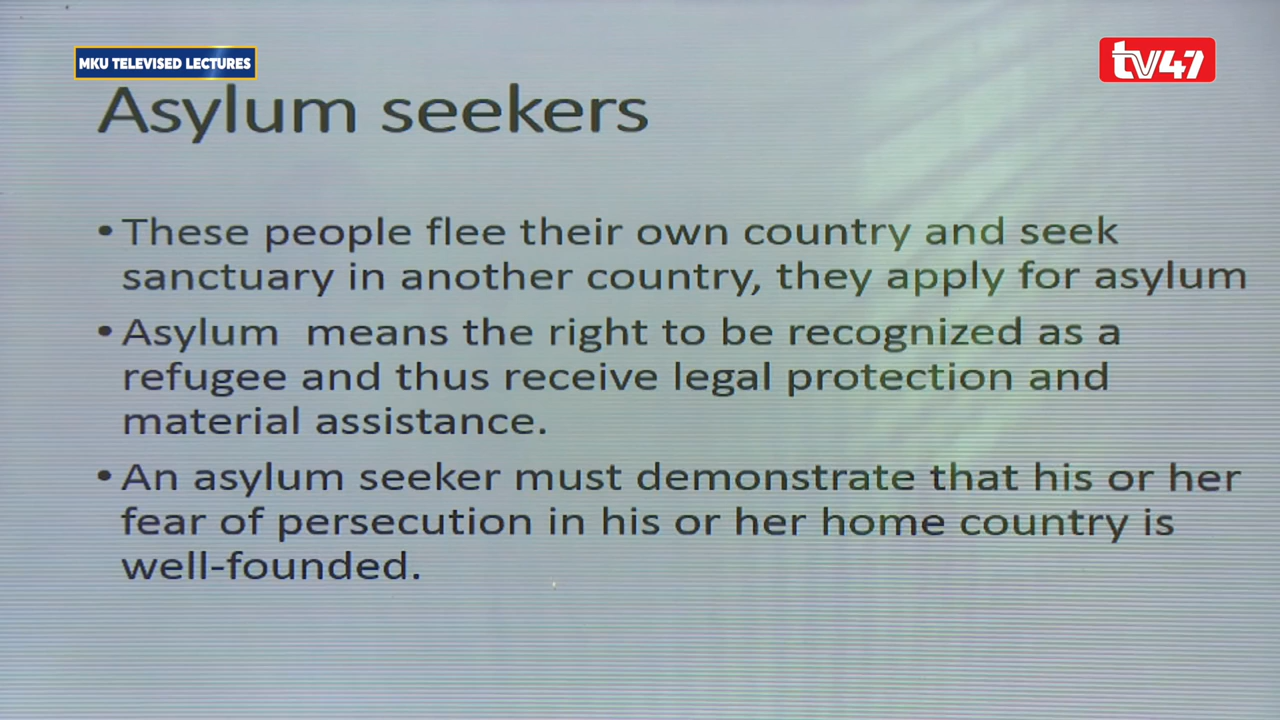 MKU TELEVISED LECTURES
tv47
Asylum seekers
• These people flee their own country and seek
sanctuary in another country, they apply for asylum
• Asylum  means the right to be recognized as a
refugee and thus receive legal protection and
material assistance.
• An asylum seeker must demonstrate that his or her
fear of persecution in his or her home country is
well-founded.